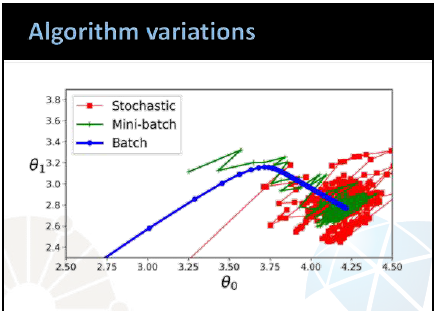 Algorithm variations
3.8
3.6
3.4
3.2
3.0
2.8
2.6
2.4
θ1
Stochastic
Mini-batch
Batch
2.50 2.75 3.00 3.25 3.50 3.75 4.00 4.25 4.50
θ0